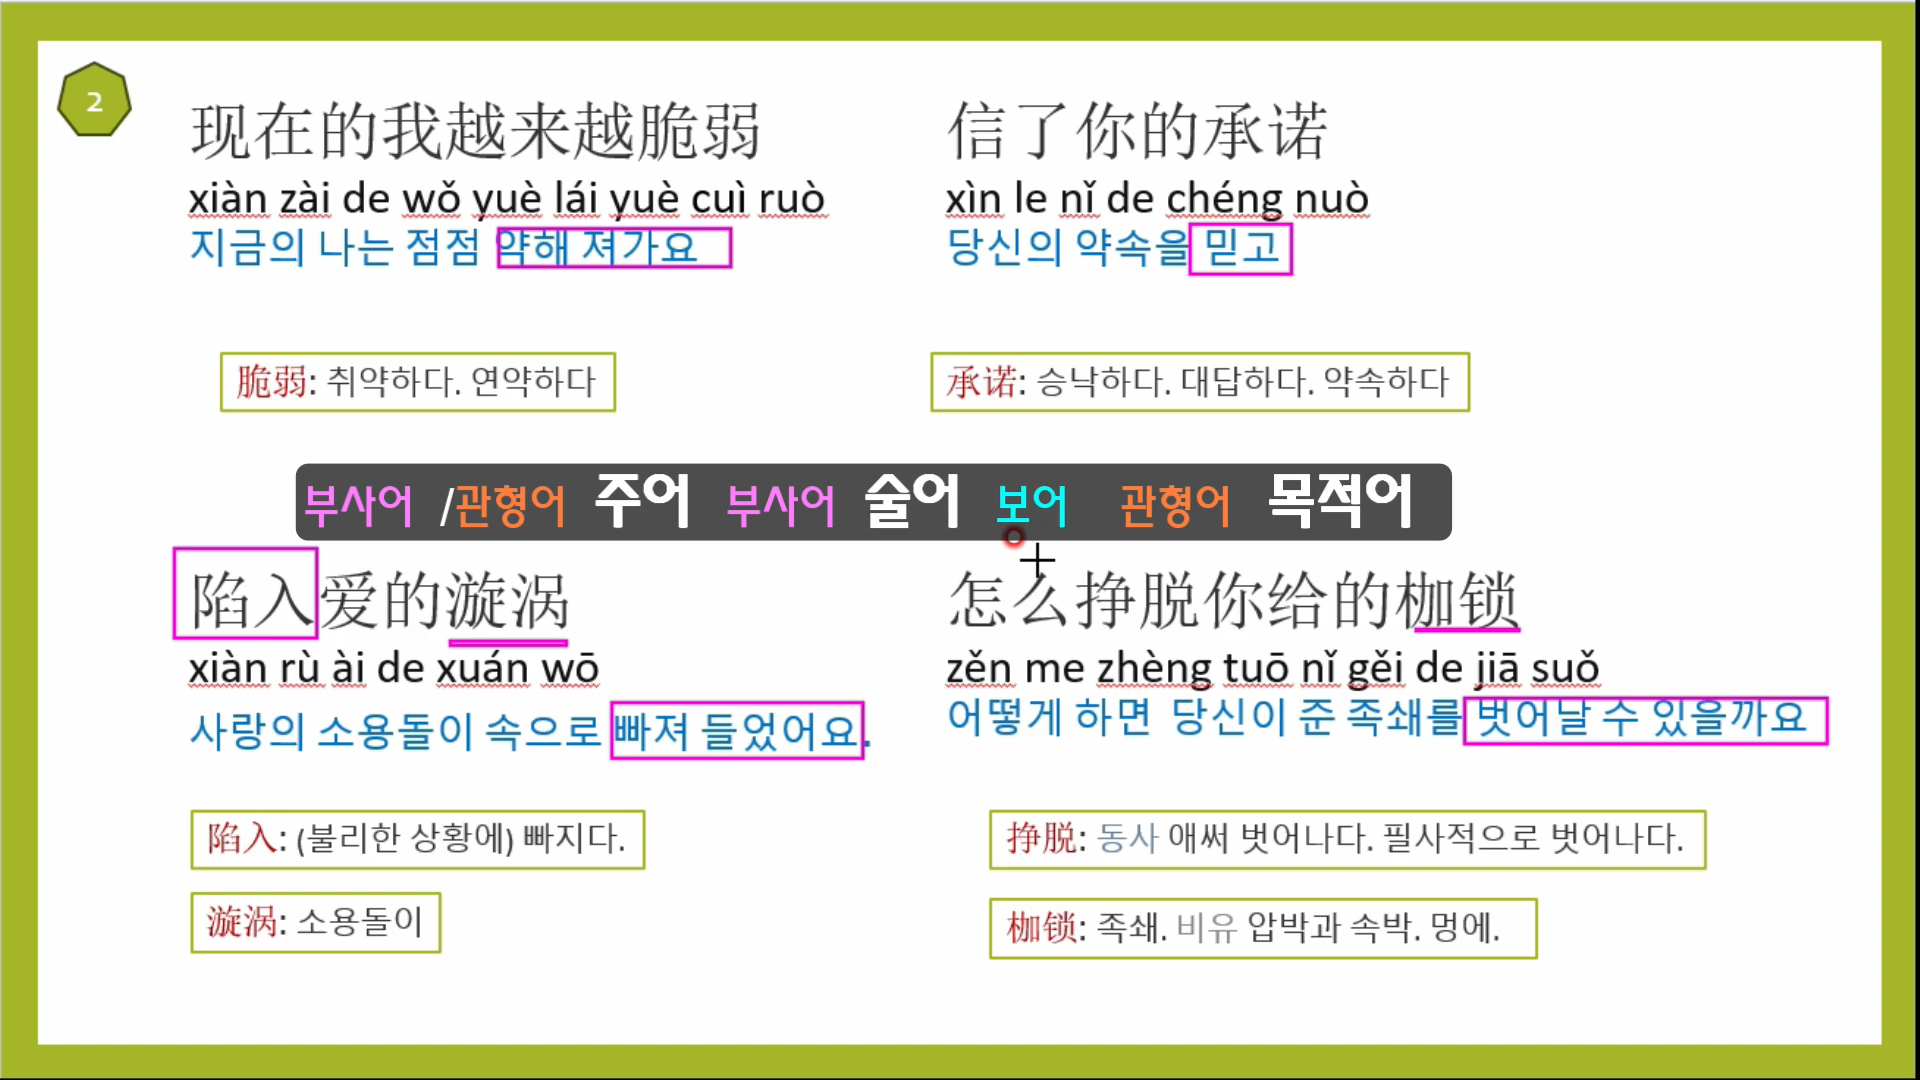 2
现在的我越来越脆弱
xiàn zài de wǒ yuè lái yuè cuì ruò
지금의 나는 점점 약해 져가요
脆弱: 취약하다. 연약하다
信了你的承诺
xìn le nǐ de chéng nuò
당신의 약속을 믿고
承诺: 승낙하다. 대답하다. 약속하다
부사어 /관형어 주어 부사어 술어 보어 관형어 목적어
陷入爱的漩涡
xiàn rù ài de xuán wō
사랑의 소용돌이 속으로 빠져 들었어요.
陷入: (불리한 상황에) 빠지다.
漩涡: 소용돌이
怎么挣脱你给的枷锁
zěn me zhèng tuō nǐ gěi de jiā suǒ
어떻게 하면 당신이 준 족쇄를 벗어날 수 있을까요
挣脱: 동사 애써 벗어나다. 필사적으로 벗어나다.
枷锁: 족쇄. 비유 압박과 속박. 멍에.